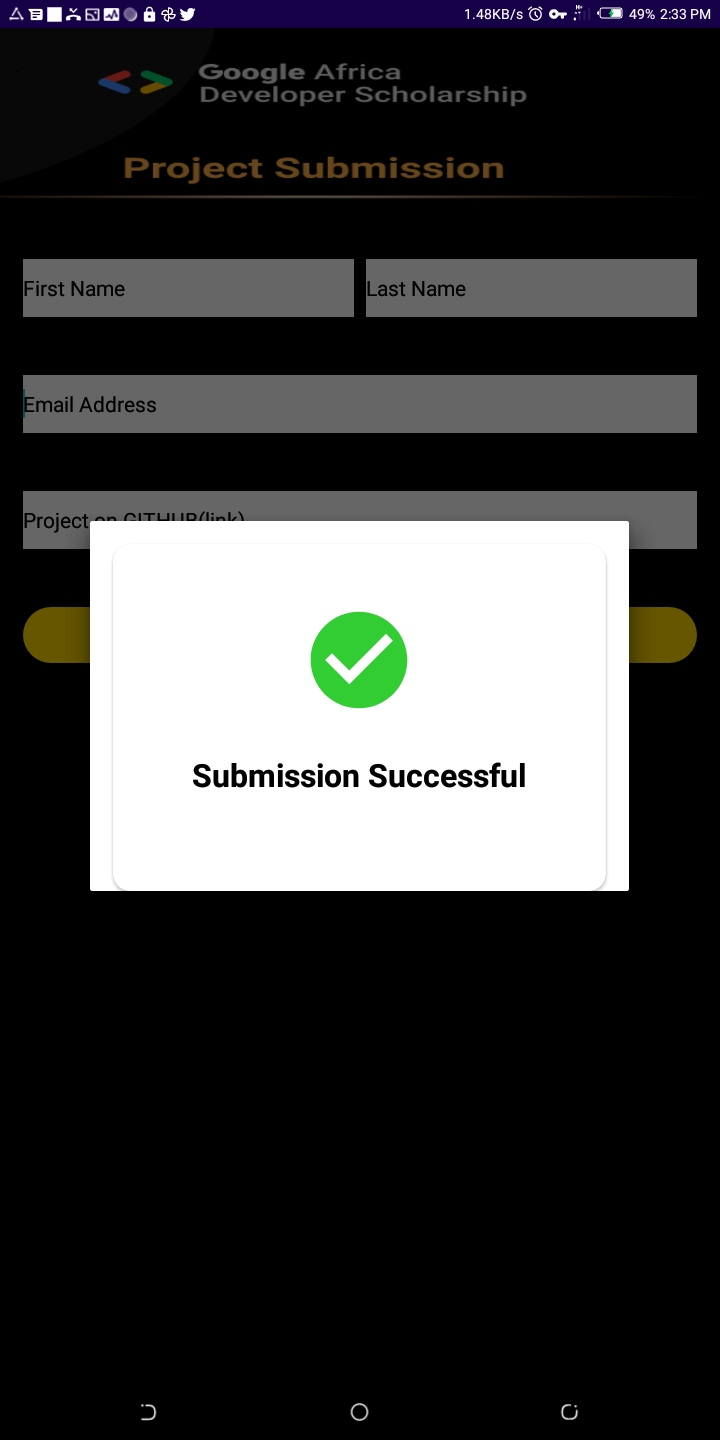 1.48KB/s 49% 2:33 PM
Google Africa
Developer Scholarship
Project Submission
First Name
Last Name
Email Address
Project on GITHUB(link)
Submission Successful